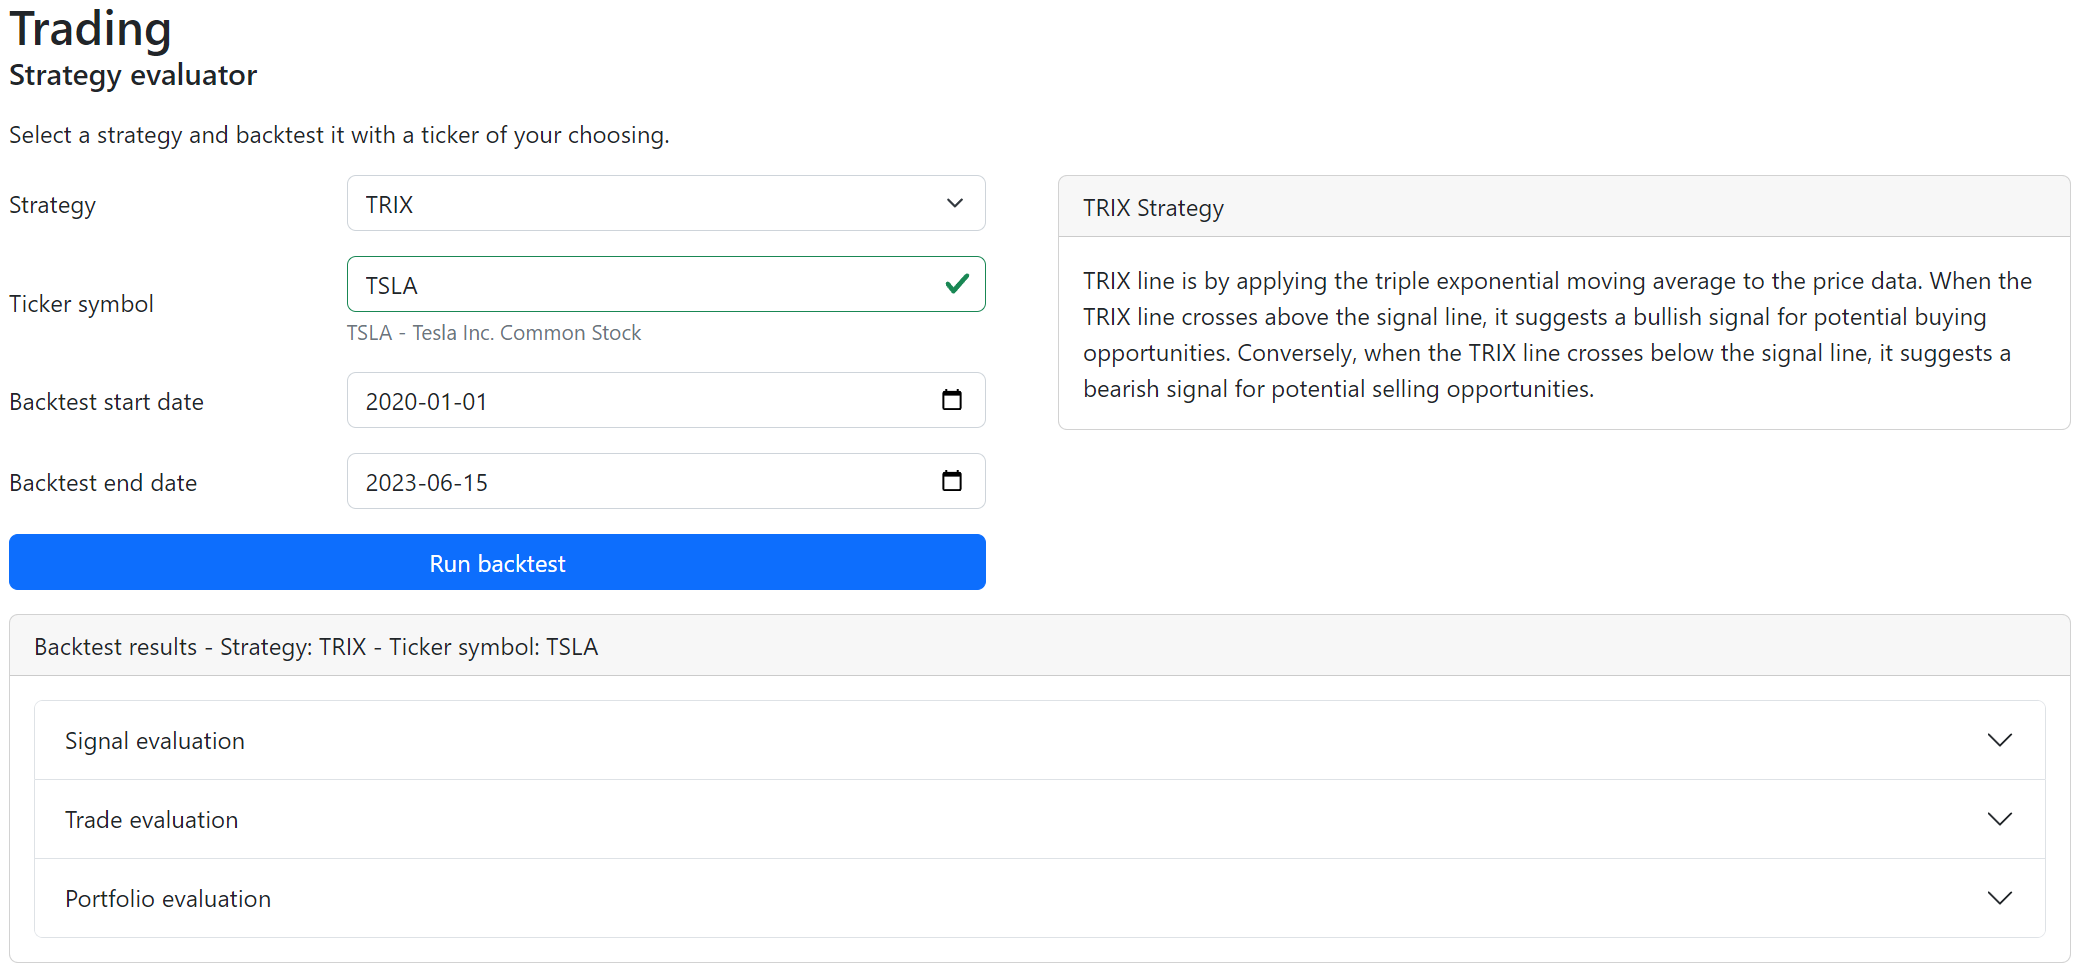 Trading
Strategy evaluator
Select a strategy and backtest it with a ticker of your choosing.
Strategy
TRIX
Ticker symbol
TSLA
TSLA - Tesla Inc. Common Stock
Backtest start date
2020-01-01
Backtest end date
2023-06-15
Run backtest
TRIX Strategy
TRIX line is by applying the triple exponential moving average to the price data. When the
TRIX line crosses above the signal line, it suggests a bullish signal for potential buying
opportunities. Conversely, when the TRIX line crosses below the signal line, it suggests a
bearish signal for potential selling opportunities.
Backtest results - Strategy: TRIX - Ticker symbol: TSLA
Signal evaluation
Trade evaluation
Portfolio evaluation